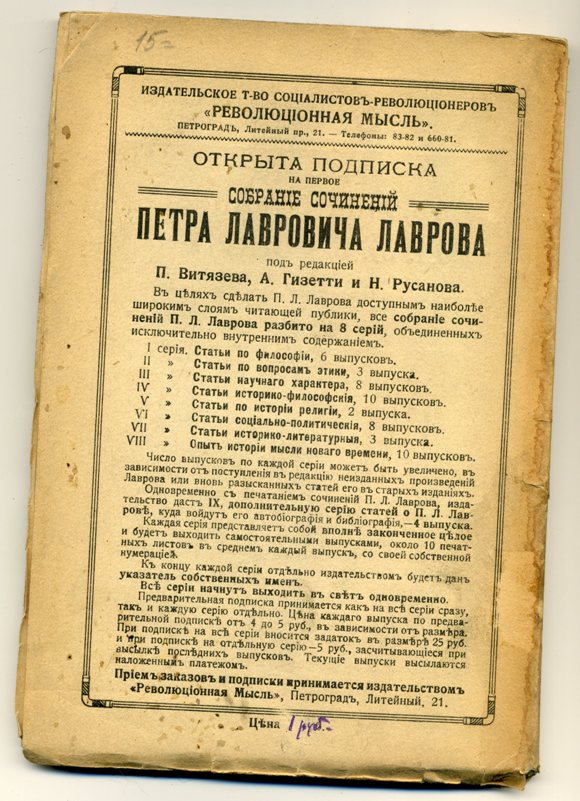 15=
ИЗДАТЕЛЬСКОЕ Т-ВО СОЦІАЛИСТОВЪ-РЕВОЛЮЦІОНЕРОВЪ
«РЕВОЛЮЦІОННАЯ МЫСЛЬ».
ПЕТРОГРАДЪ, Литейный пр., 21. — Телефоны: 83-82 и 660-81.
ОТКРЫТА ПОДПИСКА
НА ПЕРВОЕ
СОБРАНІЕ СОЧИНЕНІЙ
ПЕТРА ЛАВРОВИЧА ЛАВРОВА
подъ редакціей
П. Витязева, А. Гизетти и Н. Русанова.
Въ цѣляхъ сдѣлать П. Л. Лаврова доступнымъ наиболѣе
широкимъ слоямъ читающей публики, все собраніе сочи-
неній П. Л. Лаврова разбито на 8 серій, объединенныхъ
исключительно внутреннимъ содержаніемъ.
I серія. Статьи по философіи, 6 выпусковъ.
II » Статьи по вопросамъ этики, 3 выпуска.
III » Статьи научнаго характера, 8 выпусковъ.
IV » Статьи историко-философскія, 10 выпусковъ.
V » Статьи по исторіи религіи, 2 выпуска.
VI » Статьи соціально-политическія, 8 выпусковъ.
VII » Статьи историко-литературныя, 3 выпуска.
VIII » Опытъ исторіи мысли новаго времени, 10 выпусковъ.
Число выпусковъ по каждой серіи можетъ быть увеличено, въ
зависимости отъ поступленія въ редакцію неизданныхъ произведеній
Лаврова или вновь разысканныхъ статей его въ старыхъ изданіяхъ.
Одновременно съ печатаніемъ сочиненій П. Л. Лаврова, изда-
тельство дастъ IX, дополнительную серію статей о П. Л. Лав-
ровѣ, куда войдутъ его автобіографія и библіографія,—4 выпуска.
Каждая серія представляетъ собой вполнѣ законченное цѣлое
и будетъ выходить самостоятельными выпусками, около 10 печат-
ныхъ листовъ въ среднемъ каждый выпускъ, со своей собственной
нумераціей.
Къ концу каждой серіи отдѣльно издательствомъ будетъ данъ
указатель собственныхъ именъ.
Всѣ серіи начнутъ выходить въ свѣтъ одновременно.
Предварительная подписка принимается какъ на всѣ серіи сразу,
такъ и каждую серію отдѣльно. Цѣна каждаго выпуска по предва-
рительной подпискѣ отъ 4 до 5 руб., въ зависимости отъ размѣра.
При подпискѣ на всѣ серіи вносится задатокъ въ размѣрѣ 25 руб.
и при подпискѣ на отдѣльную серію—5 руб., засчитывающійся при
высылкѣ послѣднихъ выпусковъ. Текущіе выпуски высылаются
наложеннымъ платежомъ.
Пріемъ заказовъ и подписки принимается издательствомъ
«Революціонная Мысль», Петроградъ, Литейный, 21.
Цѣна 1 руб.=